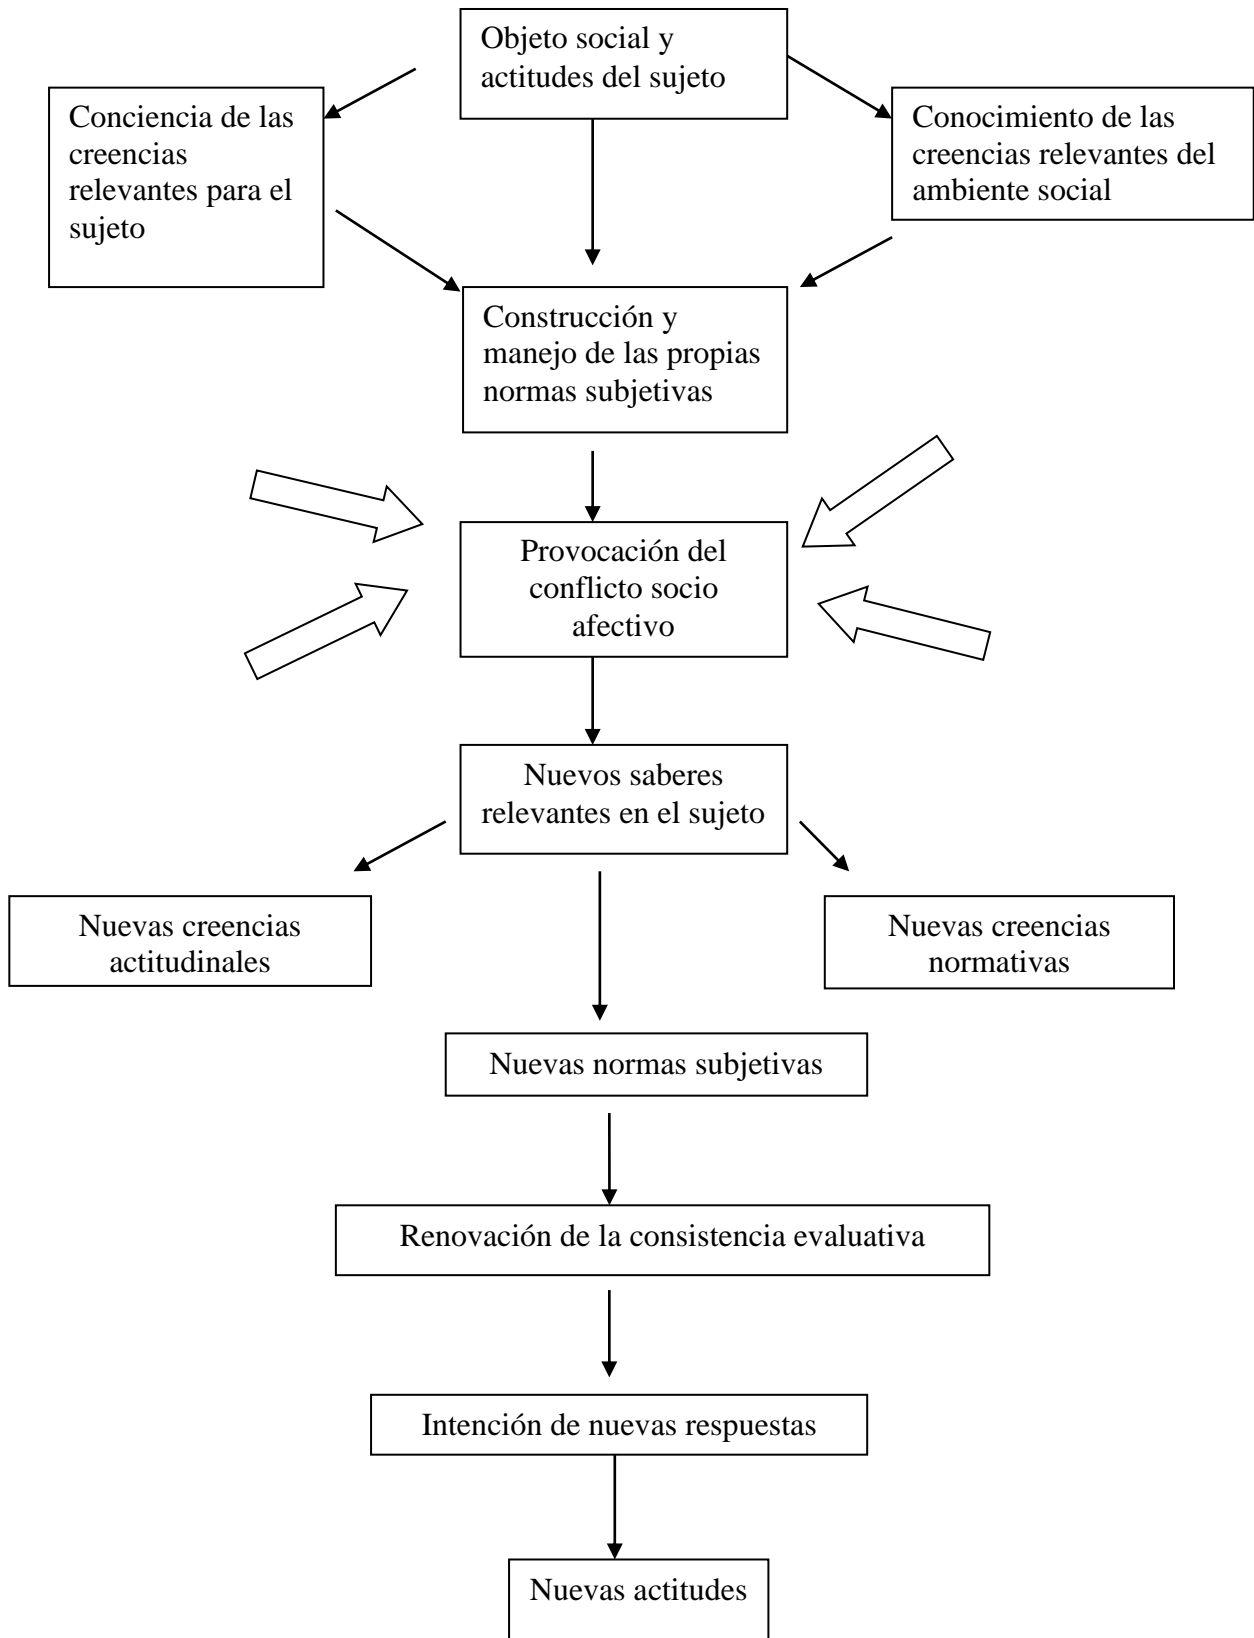 Objeto social y
actitudes del sujeto
Conciencia de las
creencias
relevantes para el
sujeto
Conocimiento de las
creencias relevantes del
ambiente social
Construcción y
manejo de las propias
normas subjetivas
Provocación del
conflicto socio
afectivo
Nuevos saberes
relevantes en el sujeto
Nuevas creencias
actitudinales
Nuevas creencias
normativas
Nuevas normas subjetivas
Renovación de la consistencia evaluativa
Intención de nuevas respuestas
Nuevas actitudes